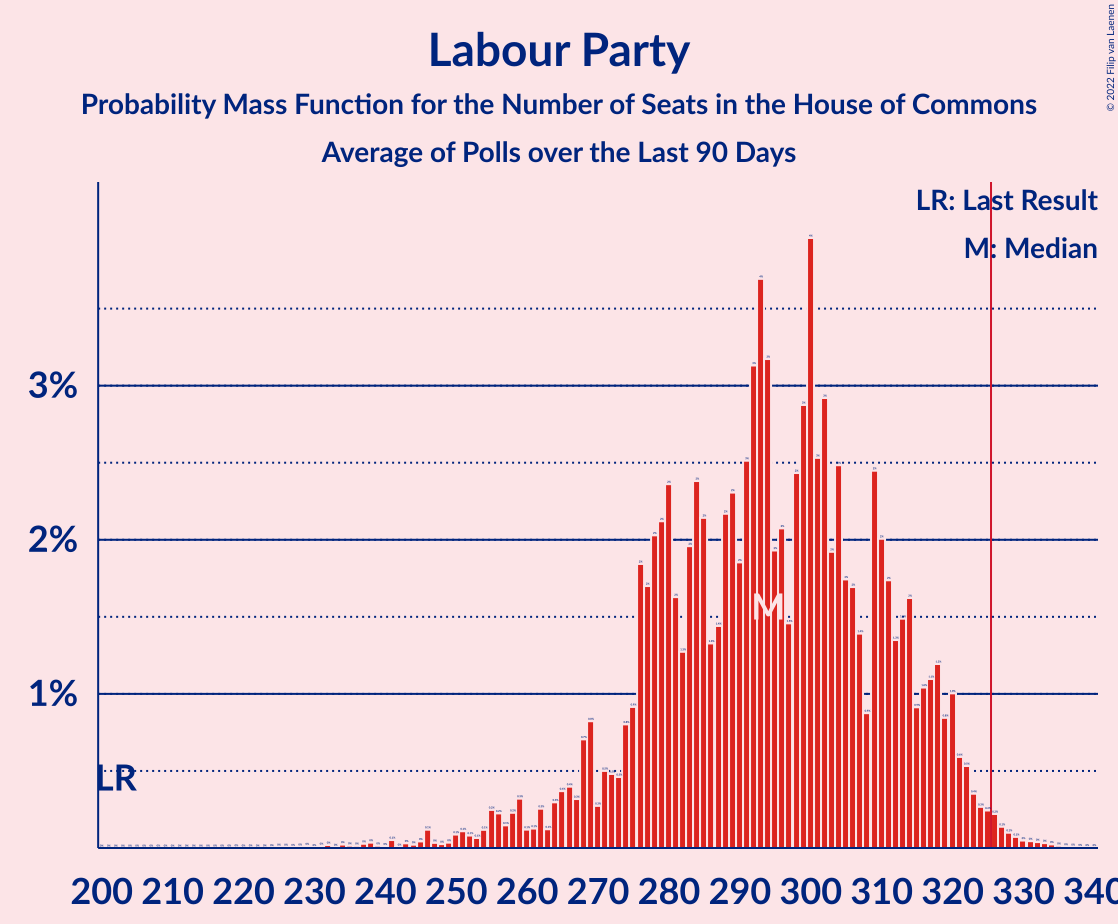 Labour Party
Probability Mass Function for the Number of Seats in the House of Commons
Average of Polls over the Last 90 Days
© 2022 Filip van Laenen
LR: Last Result
M: Median
3%
2%
M
1%
LR
200 210 220 230 240 250 260 270 280 290 300 310 320 330 340